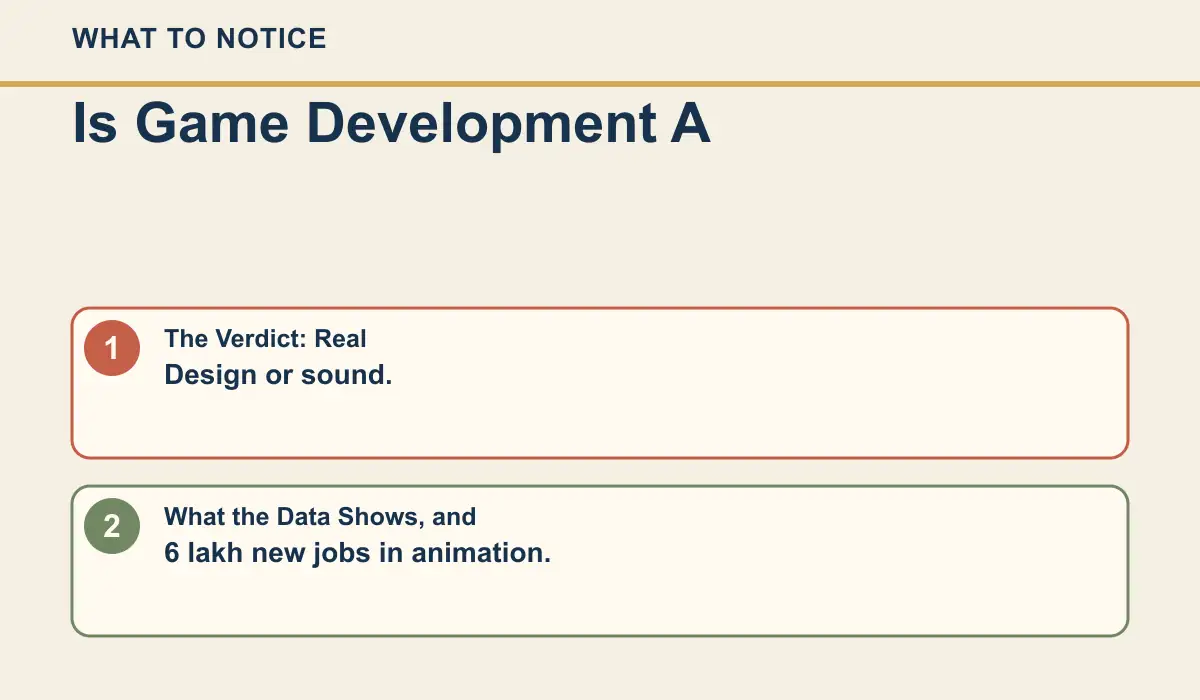 WHAT TO NOTICE
Is Game Development A
1
The Verdict: Real
Design or sound.
2
What the Data Shows, and
6 lakh new jobs in animation.